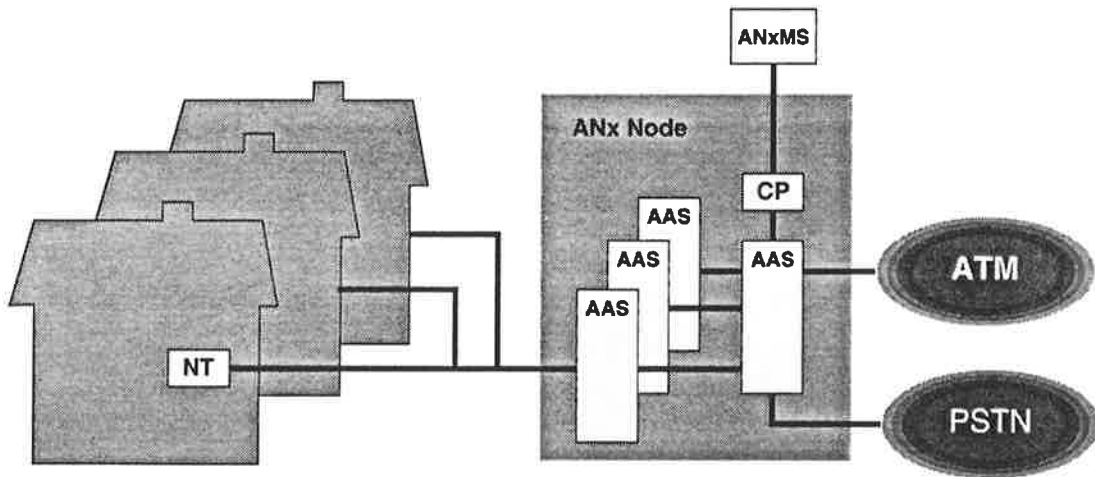 ANxMS
ANx Node
CP
AAS
AAS
AAS
AAS
ATM
NT
PSTN